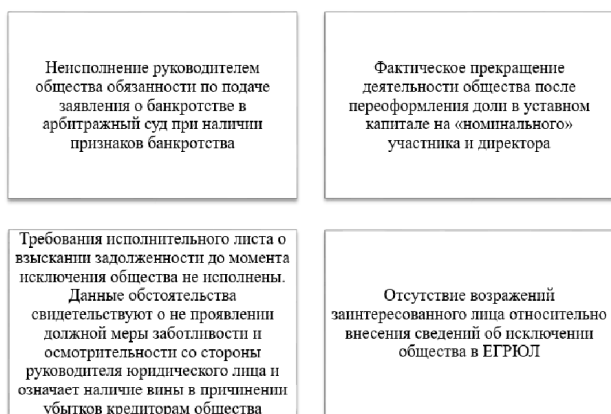 Неисполнение руководителем
общества обязанности по подаче
заявления о банкротстве в
арбитражный суд при наличии
признаков банкротства
Фактическое прекращение
деятельности общества после
переоформления доли в уставном
капитале на «номинального»
участника и директора
Требования исполнительного листа о
взыскании задолженности до момента
исключения общества не исполнены.
Данные обстоятельства
свидетельствуют о не проявлении
должной меры заботливости и
осмотрительности со стороны
руководителя юридического лица и
означает наличие вины в причинении
убытков кредиторам общества
Отсутствие возражений
заинтересованного лица относительно
внесения сведений об исключении
общества в ЕГРЮЛ